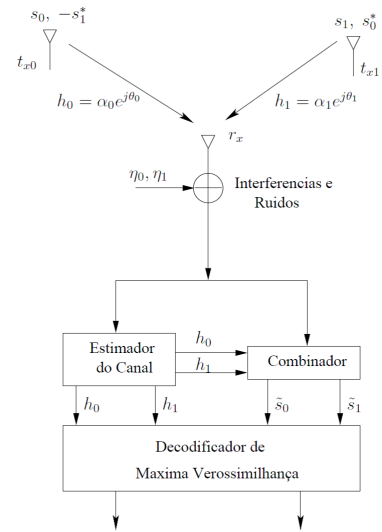 s₀, −s₁*
s₁, s₀*
tₓ₀
tₓ₁
h₀ = α₀e^{jθ₀}
h₁ = α₁e^{jθ₁}
rₓ
η₀, η₁
Interferencias e
Ruidos
Estimador
do Canal
h₀
h₁
Combinador
h₀
h₁
s̃₀
s̃₁
Decodificador de
Maxima Verossimilhança